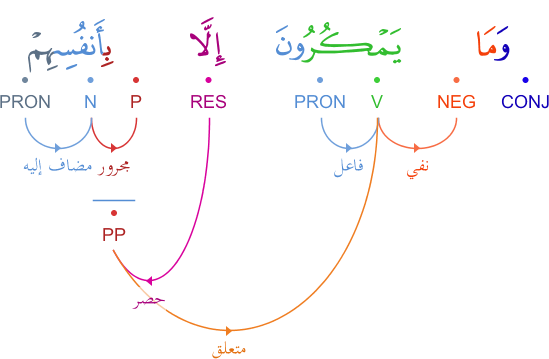 وَمَا يَمْكُرُونَ إِلَّا بِأَنفُسِهِمْ
CONJ NEG V PRON RES P N PRON
نفي فاعل مجرور مضاف إليه
PP
حصر
متعلق